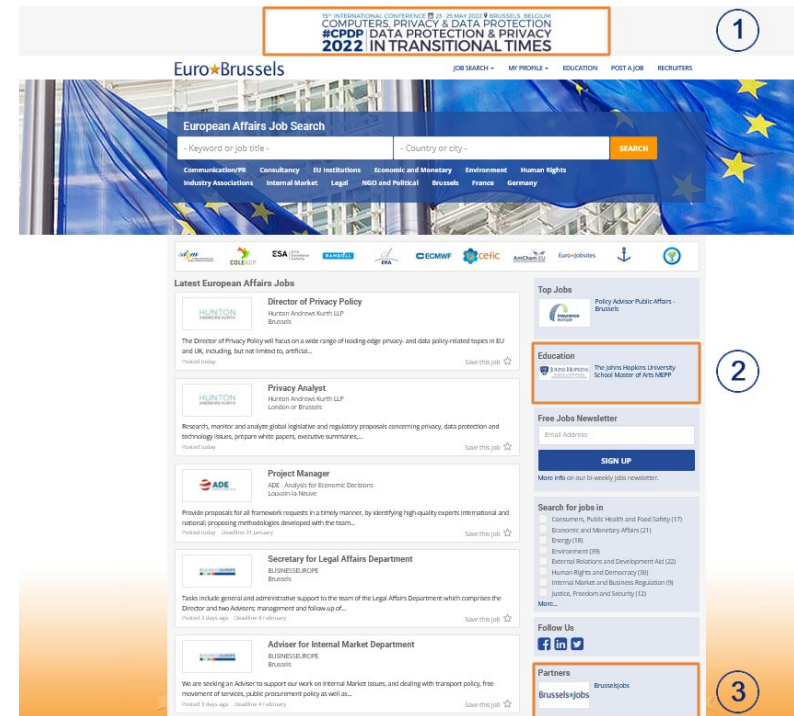 15TH INTERNATIONAL CONFERENCE 23-25 MAY 2022 BRUSSELS, BELGIUM
COMPUTERS, PRIVACY & DATA PROTECTION
#CPDP DATA PROTECTION & PRIVACY
2022 IN TRANSITIONAL TIMES
1
Euro★Brussels
JOB SEARCH MY PROFILE EDUCATION POST A JOB RECRUITERS
European Affairs Job Search
- Keyword or job title - - Country or city - SEARCH
Communication/PR Consultancy EU Institutions Economic and Monetary Environment Human Rights
Industry Associations Internal Market Legal NGO and Political Brussels France Germany
COLEACP ESA RAMBOLL ERA ECMWF cefic AmCham EU Euro★Jobsites
Latest European Affairs Jobs
HUNTON
ANDREWS KURTH
Director of Privacy Policy
Hunton Andrews Kurth LLP
Brussels
The Director of Privacy Policy will focus on a wide range of leading-edge privacy- and data policy-related topics in EU
and UK, including, but not limited to, artificial...
Posted today Save this job
HUNTON
ANDREWS KURTH
Privacy Analyst
Hunton Andrews Kurth LLP
London or Brussels
Research, monitor and analyze global legislative and regulatory proposals concerning privacy, data protection and
technology issues, prepare white papers, executive summaries,...
Posted today Save this job
ADE
Project Manager
ADE - Analysis for Economic Decisions
Louvain-la-Neuve
Provide proposals for all framework requests in a timely manner, by identifying high-quality experts international and
national; proposing methodologies developed with the team...
Posted today Deadline 31 January Save this job
Secretary for Legal Affairs Department
BUSINESSEUROPE
Brussels
Tasks include general and administrative support to the team of the Legal Affairs Department which comprises the
Director and two Advisers; management and follow-up of...
Posted 3 days ago Deadline 4 February Save this job
Adviser for Internal Market Department
BUSINESSEUROPE
Brussels
We are seeking an Adviser to support our work on Internal Market issues, and dealing with transport policy, free
movement of services, public procurement policy as well as...
Posted 3 days ago Deadline 4 February Save this job
Top Jobs
insurance
europe
Policy Advisor Public Affairs -
Brussels
Education
JOHNS HOPKINS
The Johns Hopkins University
School Master of Arts MEPP
2
Free Jobs Newsletter
Email Address
SIGN UP
More info on our bi-weekly jobs newsletter.
Search for jobs in
Consumers, Public Health and Food Safety (17)
Economic and Monetary Affairs (21)
Energy (18)
Environment (39)
External Relations and Development Aid (22)
Human Rights and Democracy (30)
Internal Market and Business Regulation (9)
Justice, Freedom and Security (12)
More...
Follow Us
Partners
Brussels★Jobs
BrusselsJobs
3